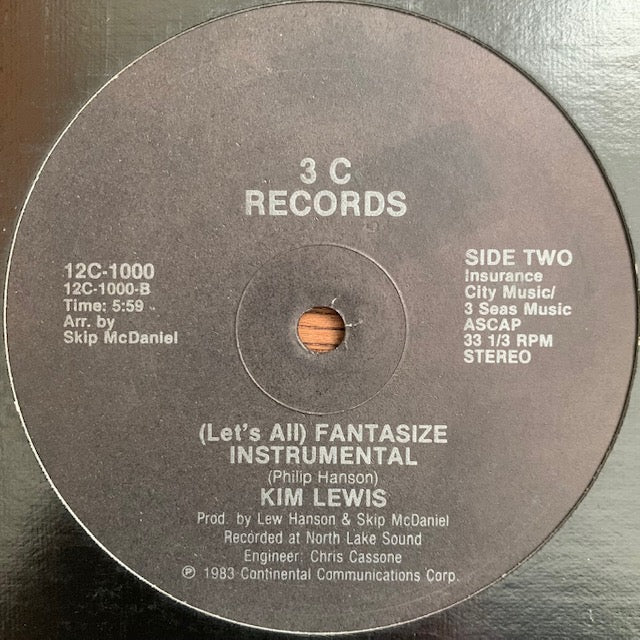 3 C
RECORDS
12C-1000
12C-1000-B
Time: 5:59
Arr. by
Skip McDaniel
SIDE TWO
Insurance
City Music/
3 Seas Music
ASCAP
33 1/3 RPM
STEREO
(Let's All) FANTASIZE
INSTRUMENTAL
(Philip Hanson)
KIM LEWIS
Prod. by Lew Hanson & Skip McDaniel
Recorded at North Lake Sound
Engineer: Chris Cassone
℗ 1983 Continental Communications Corp.